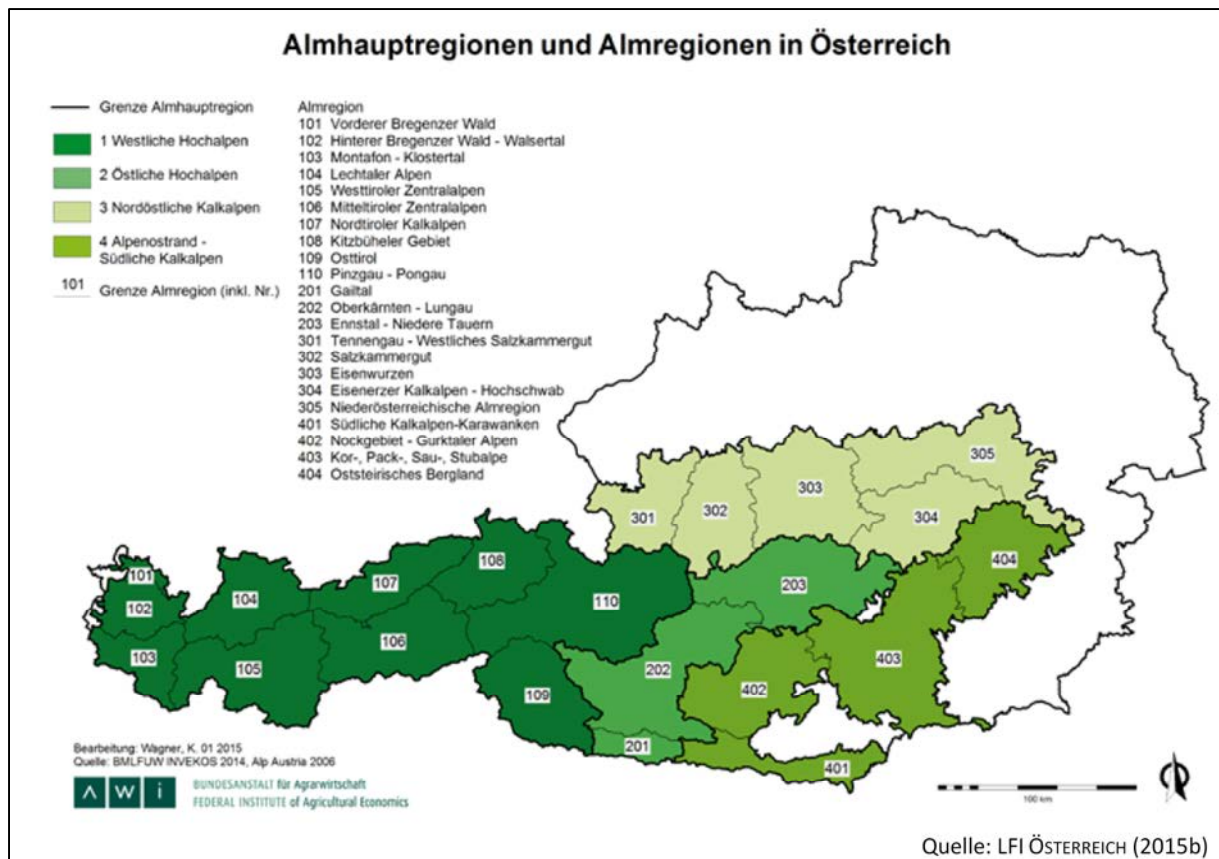 Almhauptregionen und Almregionen in Österreich
Grenze Almhauptregion
1 Westliche Hochalpen
2 Östliche Hochalpen
3 Nordöstliche Kalkalpen
4 Alpenostrand -
Südliche Kalkalpen
101
Grenze Almregion (inkl. Nr.)
Almregion
101 Vorderer Bregenzer Wald
102 Hinterer Bregenzer Wald - Walsertal
103 Montafon - Klostertal
104 Lechtaler Alpen
105 Westtiroler Zentralalpen
106 Mitteltiroler Zentralalpen
107 Nordtiroler Kalkalpen
108 Kitzbüheler Gebiet
109 Osttirol
110 Pinzgau - Pongau
201 Gailtal
202 Oberkärnten - Lungau
203 Ennstal - Niedere Tauern
301 Tennengau - Westliches Salzkammergut
302 Salzkammergut
303 Eisenwurzen
304 Eisenerzer Kalkalpen - Hochschwab
305 Niederösterreichische Almregion
401 Südliche Kalkalpen-Karawanken
402 Nockgebiet - Gurktaler Alpen
403 Kor-, Pack-, Sau-, Stubalpe
404 Oststeirisches Bergland
305
303
302
301
304
404
108
101
107
203
104
110
102
106
103
403
105
202
402
109
201
401
Bearbeitung: Wagner, K. 01 2015
Quelle: BMLFUW INVEKOS 2014, Alp Austria 2006
AWI
BUNDESANSTALT für Agrarwirtschaft
FEDERAL INSTITUTE of Agricultural Economics
100 km
Quelle: LFI ÖSTERREICH (2015b)